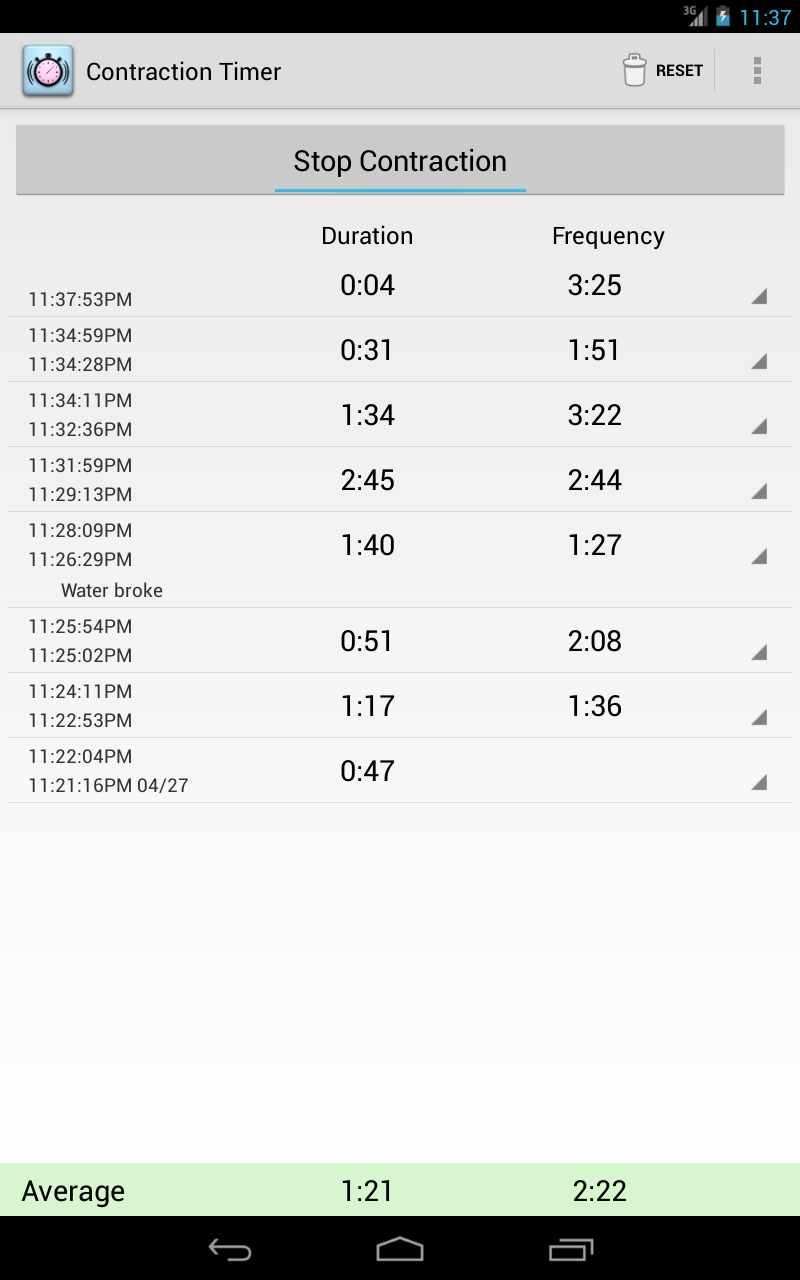 3G 11:37
Contraction Timer RESET
Stop Contraction
Duration Frequency
0:04 3:25
11:37:53PM
11:34:59PM
0:31 1:51
11:34:28PM
11:34:11PM
1:34 3:22
11:32:36PM
11:31:59PM
2:45 2:44
11:29:13PM
11:28:09PM
1:40 1:27
11:26:29PM
Water broke
11:25:54PM
0:51 2:08
11:25:02PM
11:24:11PM
1:17 1:36
11:22:53PM
11:22:04PM
0:47
11:21:16PM 04/27
Average 1:21 2:22